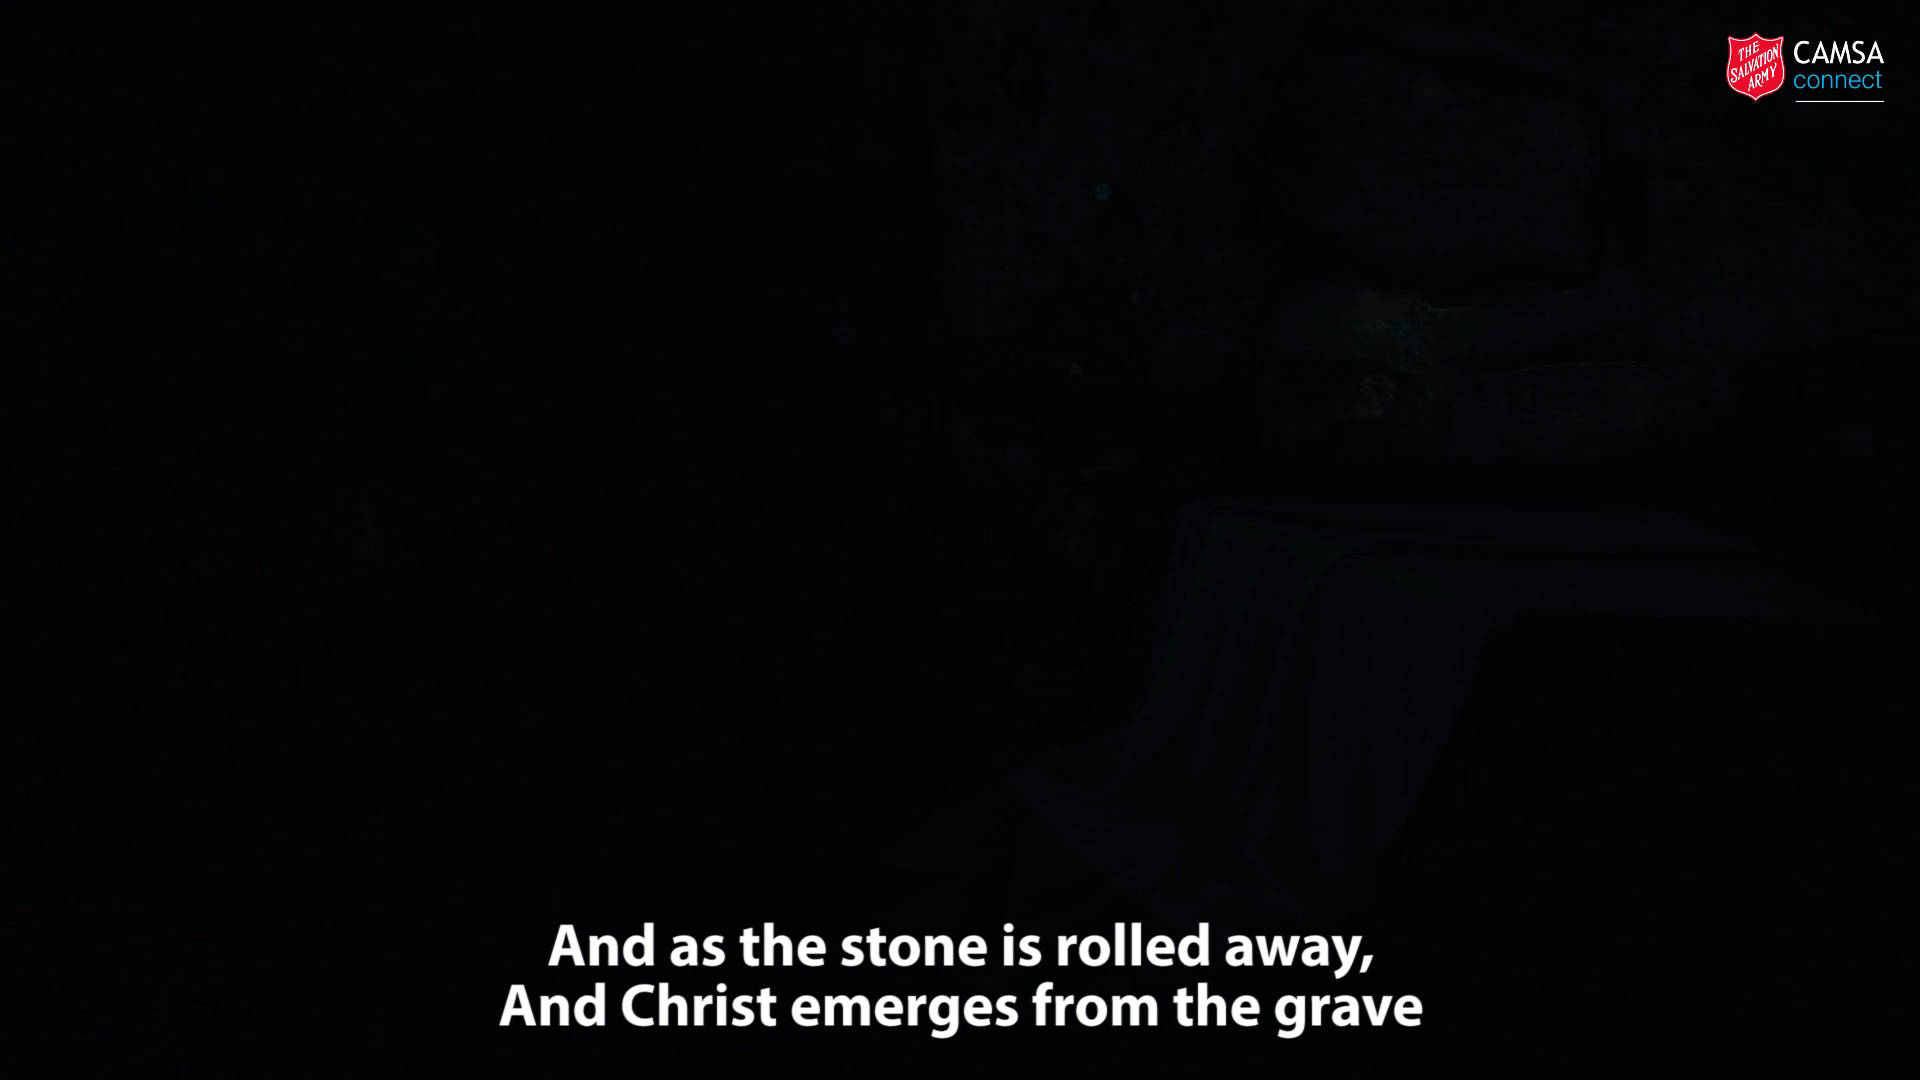 THE
SALVATION
ARMY
CAMSA
connect
And as the stone is rolled away,
And Christ emerges from the grave